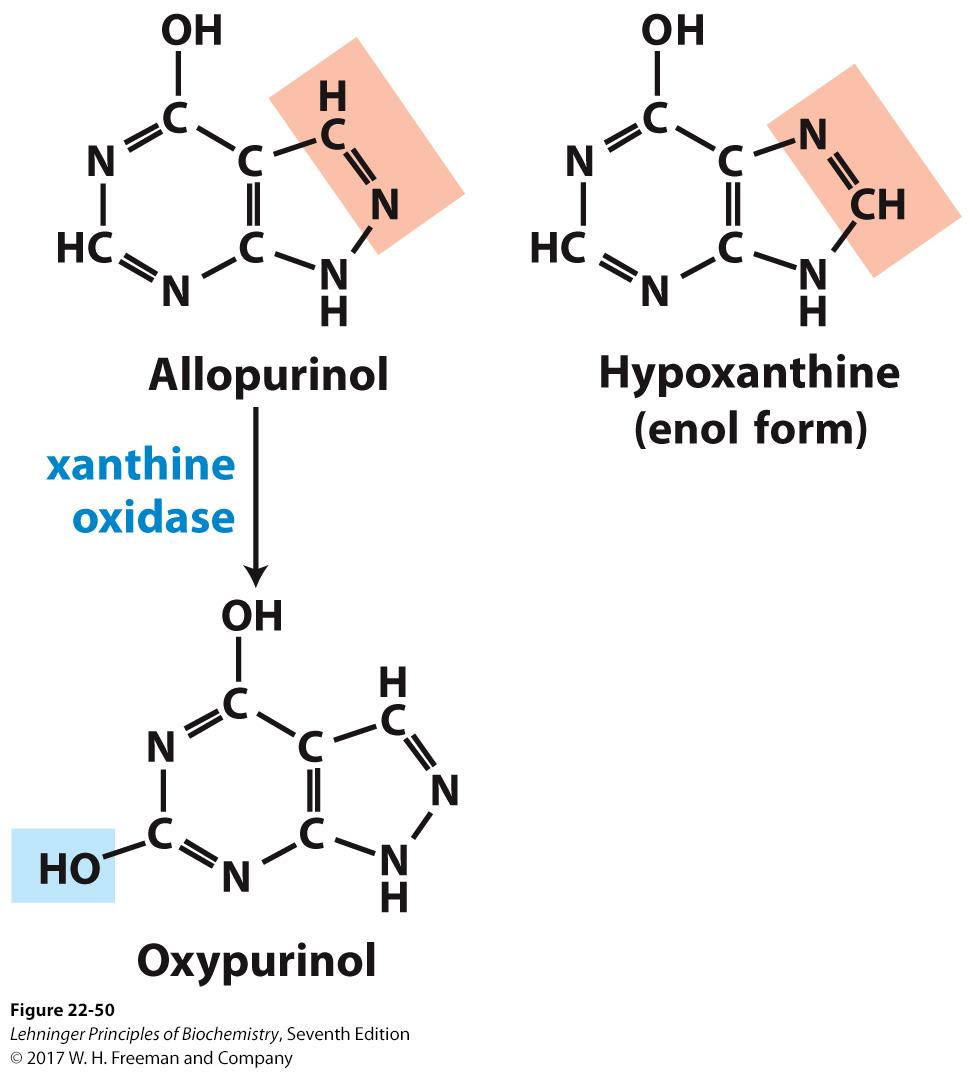 OH
OH
H
C
C
C
N
N
C
N
C
N
N
CH
HC
C
HC
C
N
N
N
N
H
H
Allopurinol
Hypoxanthine
(enol form)
xanthine
oxidase
OH
H
C
C
N
C
N
C
C
HO
N
N
H
Oxypurinol
Figure 22-50
Lehninger Principles of Biochemistry, Seventh Edition
© 2017 W. H. Freeman and Company